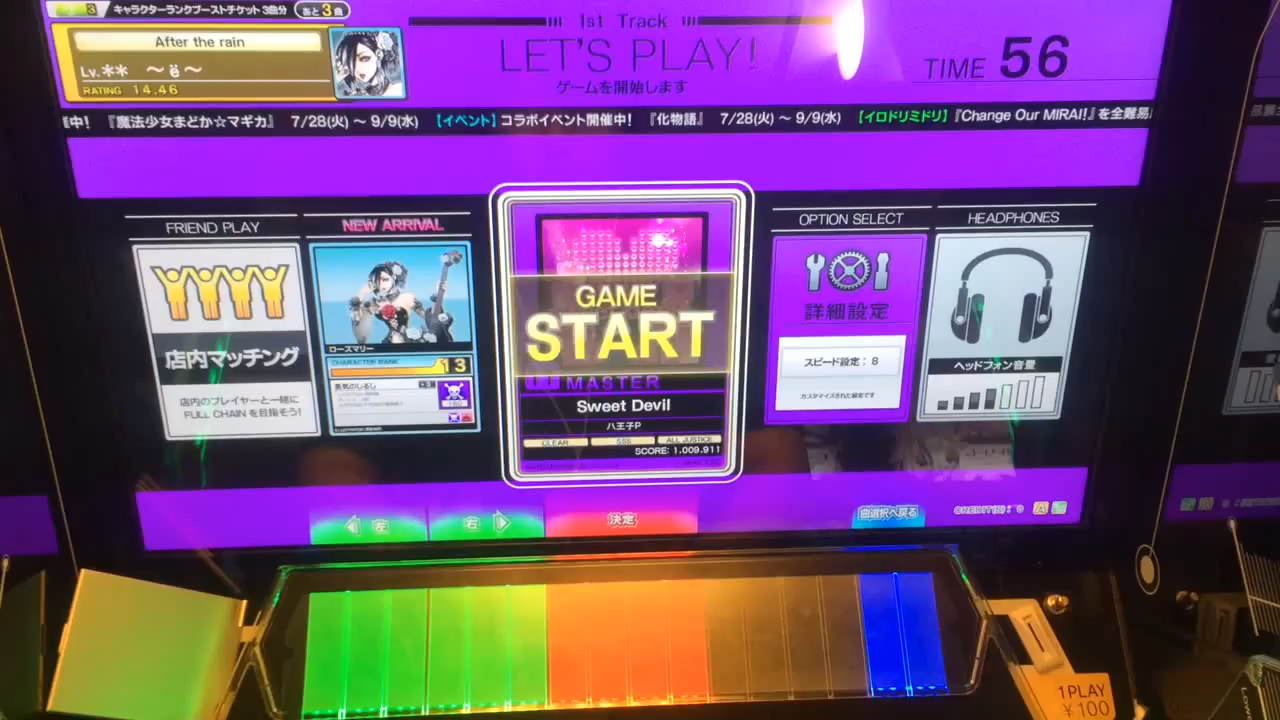 3
キャラクターランクブーストチケット 3曲分
あと3曲
After the rain
Lv.** ～ë～
RATING 14.46
1st Track
LET'S PLAY!
ゲームを開始します
TIME 56
中! 『魔法少女まどか☆マギカ』 7/28(火) ～ 9/9(水) 【イベント】コラボイベント開催中! 『化物語』 7/28(火) ～ 9/9(水) 【イロドリミドリ】『Change Our MIRAI!』を全難易
FRIEND PLAY
店内マッチング
店内のプレイヤーと一緒に
FULL CHAIN を目指そう!
NEW ARRIVAL
ローズマリー
CHARACTER RANK
13
勇気のしるし
GAME
START
MASTER
Sweet Devil
八王子P
CLEAR
SSS
ALL JUSTICE
SCORE: 1,009,911
OPTION SELECT
詳細設定
スピード設定：8
カスタマイズされた設定です
HEADPHONES
ヘッドフォン音量
左
右
決定
曲選択へ戻る
CREDIT(S): 0
1PLAY
¥100